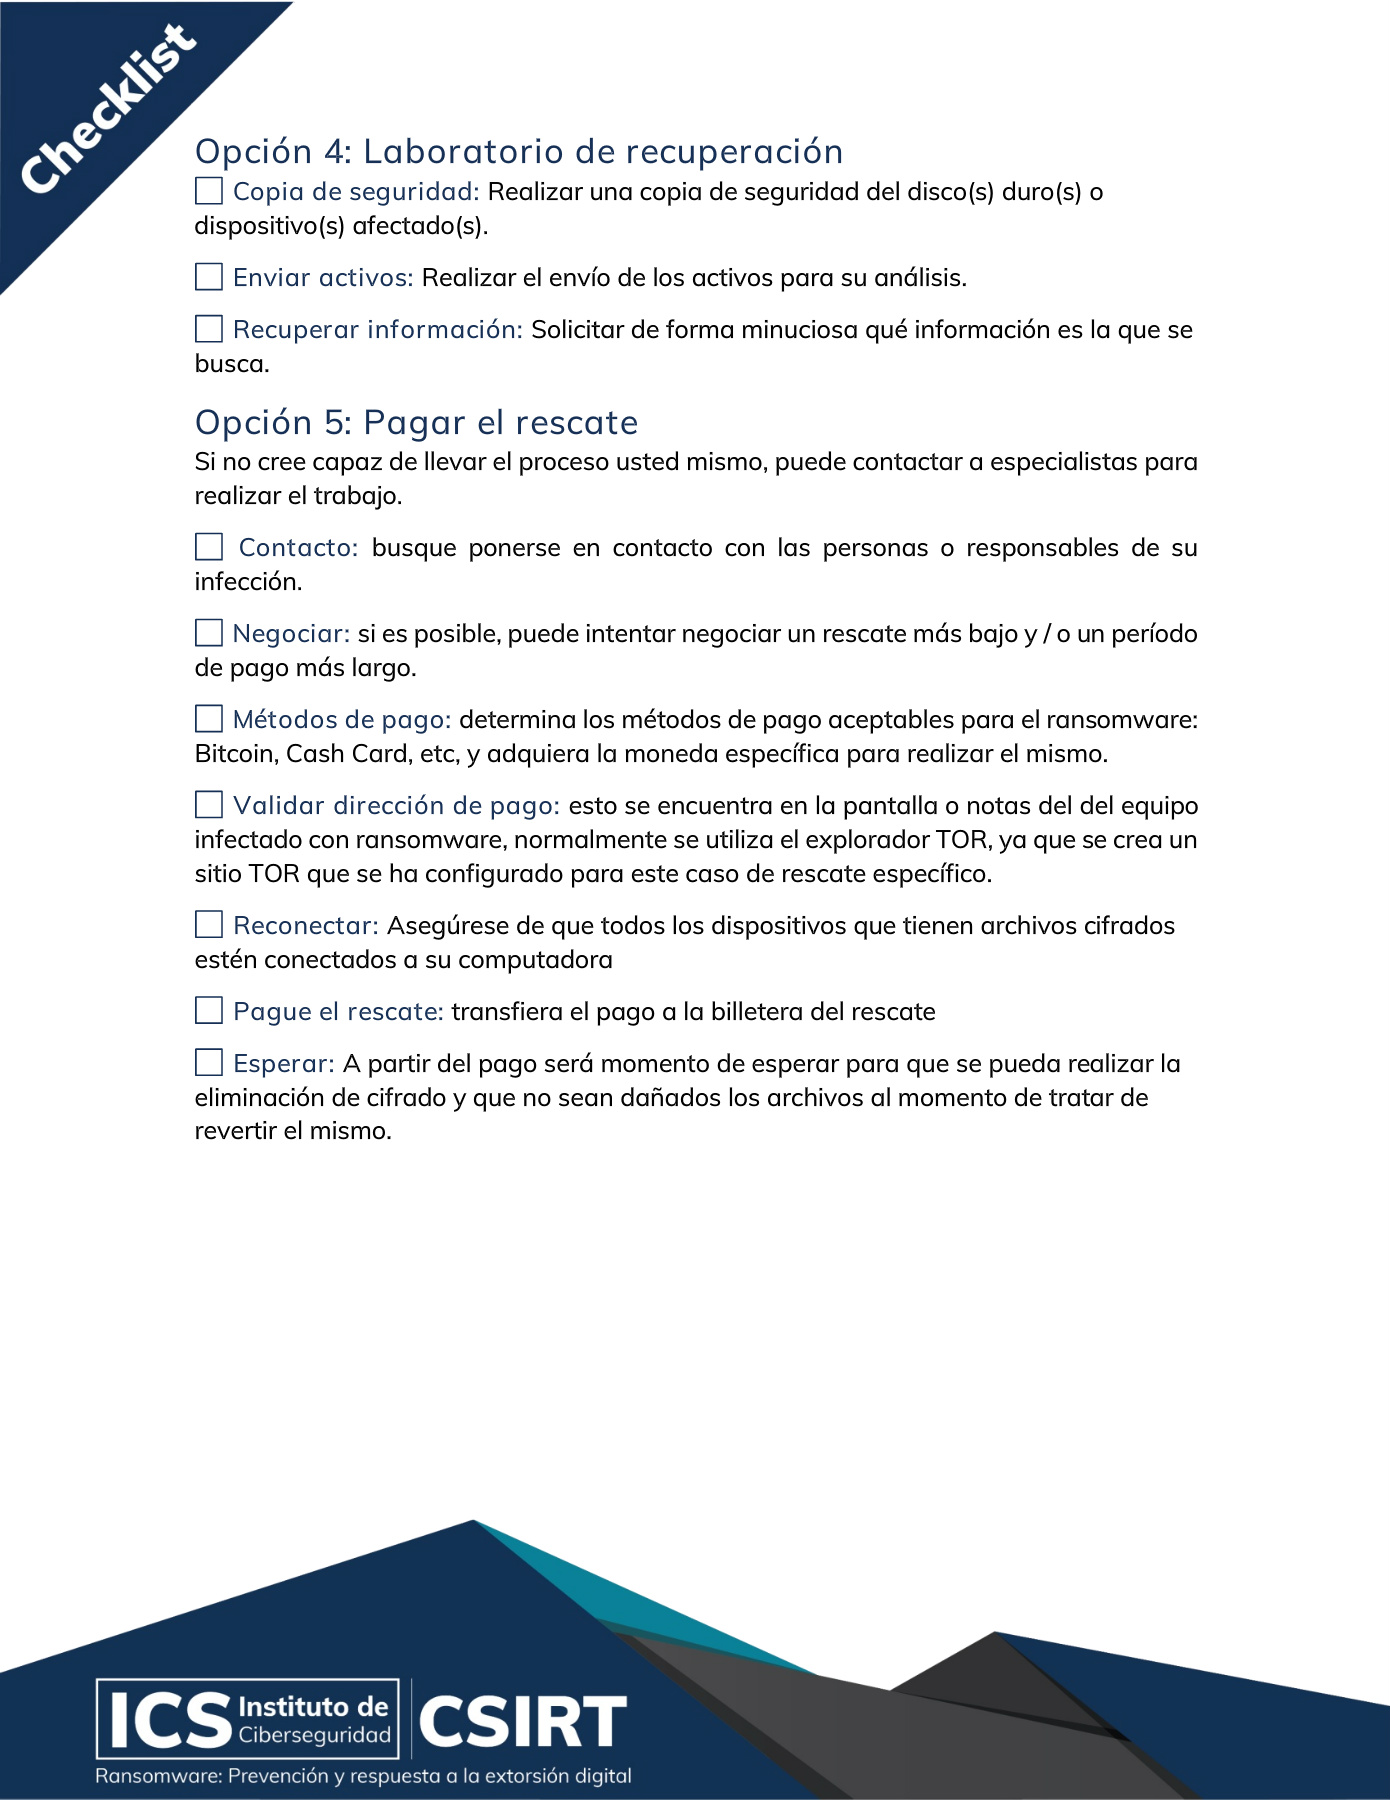 Checklist
Opción 4: Laboratorio de recuperación
Copia de seguridad: Realizar una copia de seguridad del disco(s) duro(s) o
dispositivo(s) afectado(s).
Enviar activos: Realizar el envío de los activos para su análisis.
Recuperar información: Solicitar de forma minuciosa qué información es la que se
busca.
Opción 5: Pagar el rescate
Si no cree capaz de llevar el proceso usted mismo, puede contactar a especialistas para
realizar el trabajo.
Contacto: busque ponerse en contacto con las personas o responsables de su
infección.
Negociar: si es posible, puede intentar negociar un rescate más bajo y / o un período
de pago más largo.
Métodos de pago: determina los métodos de pago aceptables para el ransomware:
Bitcoin, Cash Card, etc, y adquiera la moneda específica para realizar el mismo.
Validar dirección de pago: esto se encuentra en la pantalla o notas del del equipo
infectado con ransomware, normalmente se utiliza el explorador TOR, ya que se crea un
sitio TOR que se ha configurado para este caso de rescate específico.
Reconectar: Asegúrese de que todos los dispositivos que tienen archivos cifrados
estén conectados a su computadora
Pague el rescate: transfiera el pago a la billetera del rescate
Esperar: A partir del pago será momento de esperar para que se pueda realizar la
eliminación de cifrado y que no sean dañados los archivos al momento de tratar de
revertir el mismo.
ICS Instituto de
Ciberseguridad
CSIRT
Ransomware: Prevención y respuesta a la extorsión digital